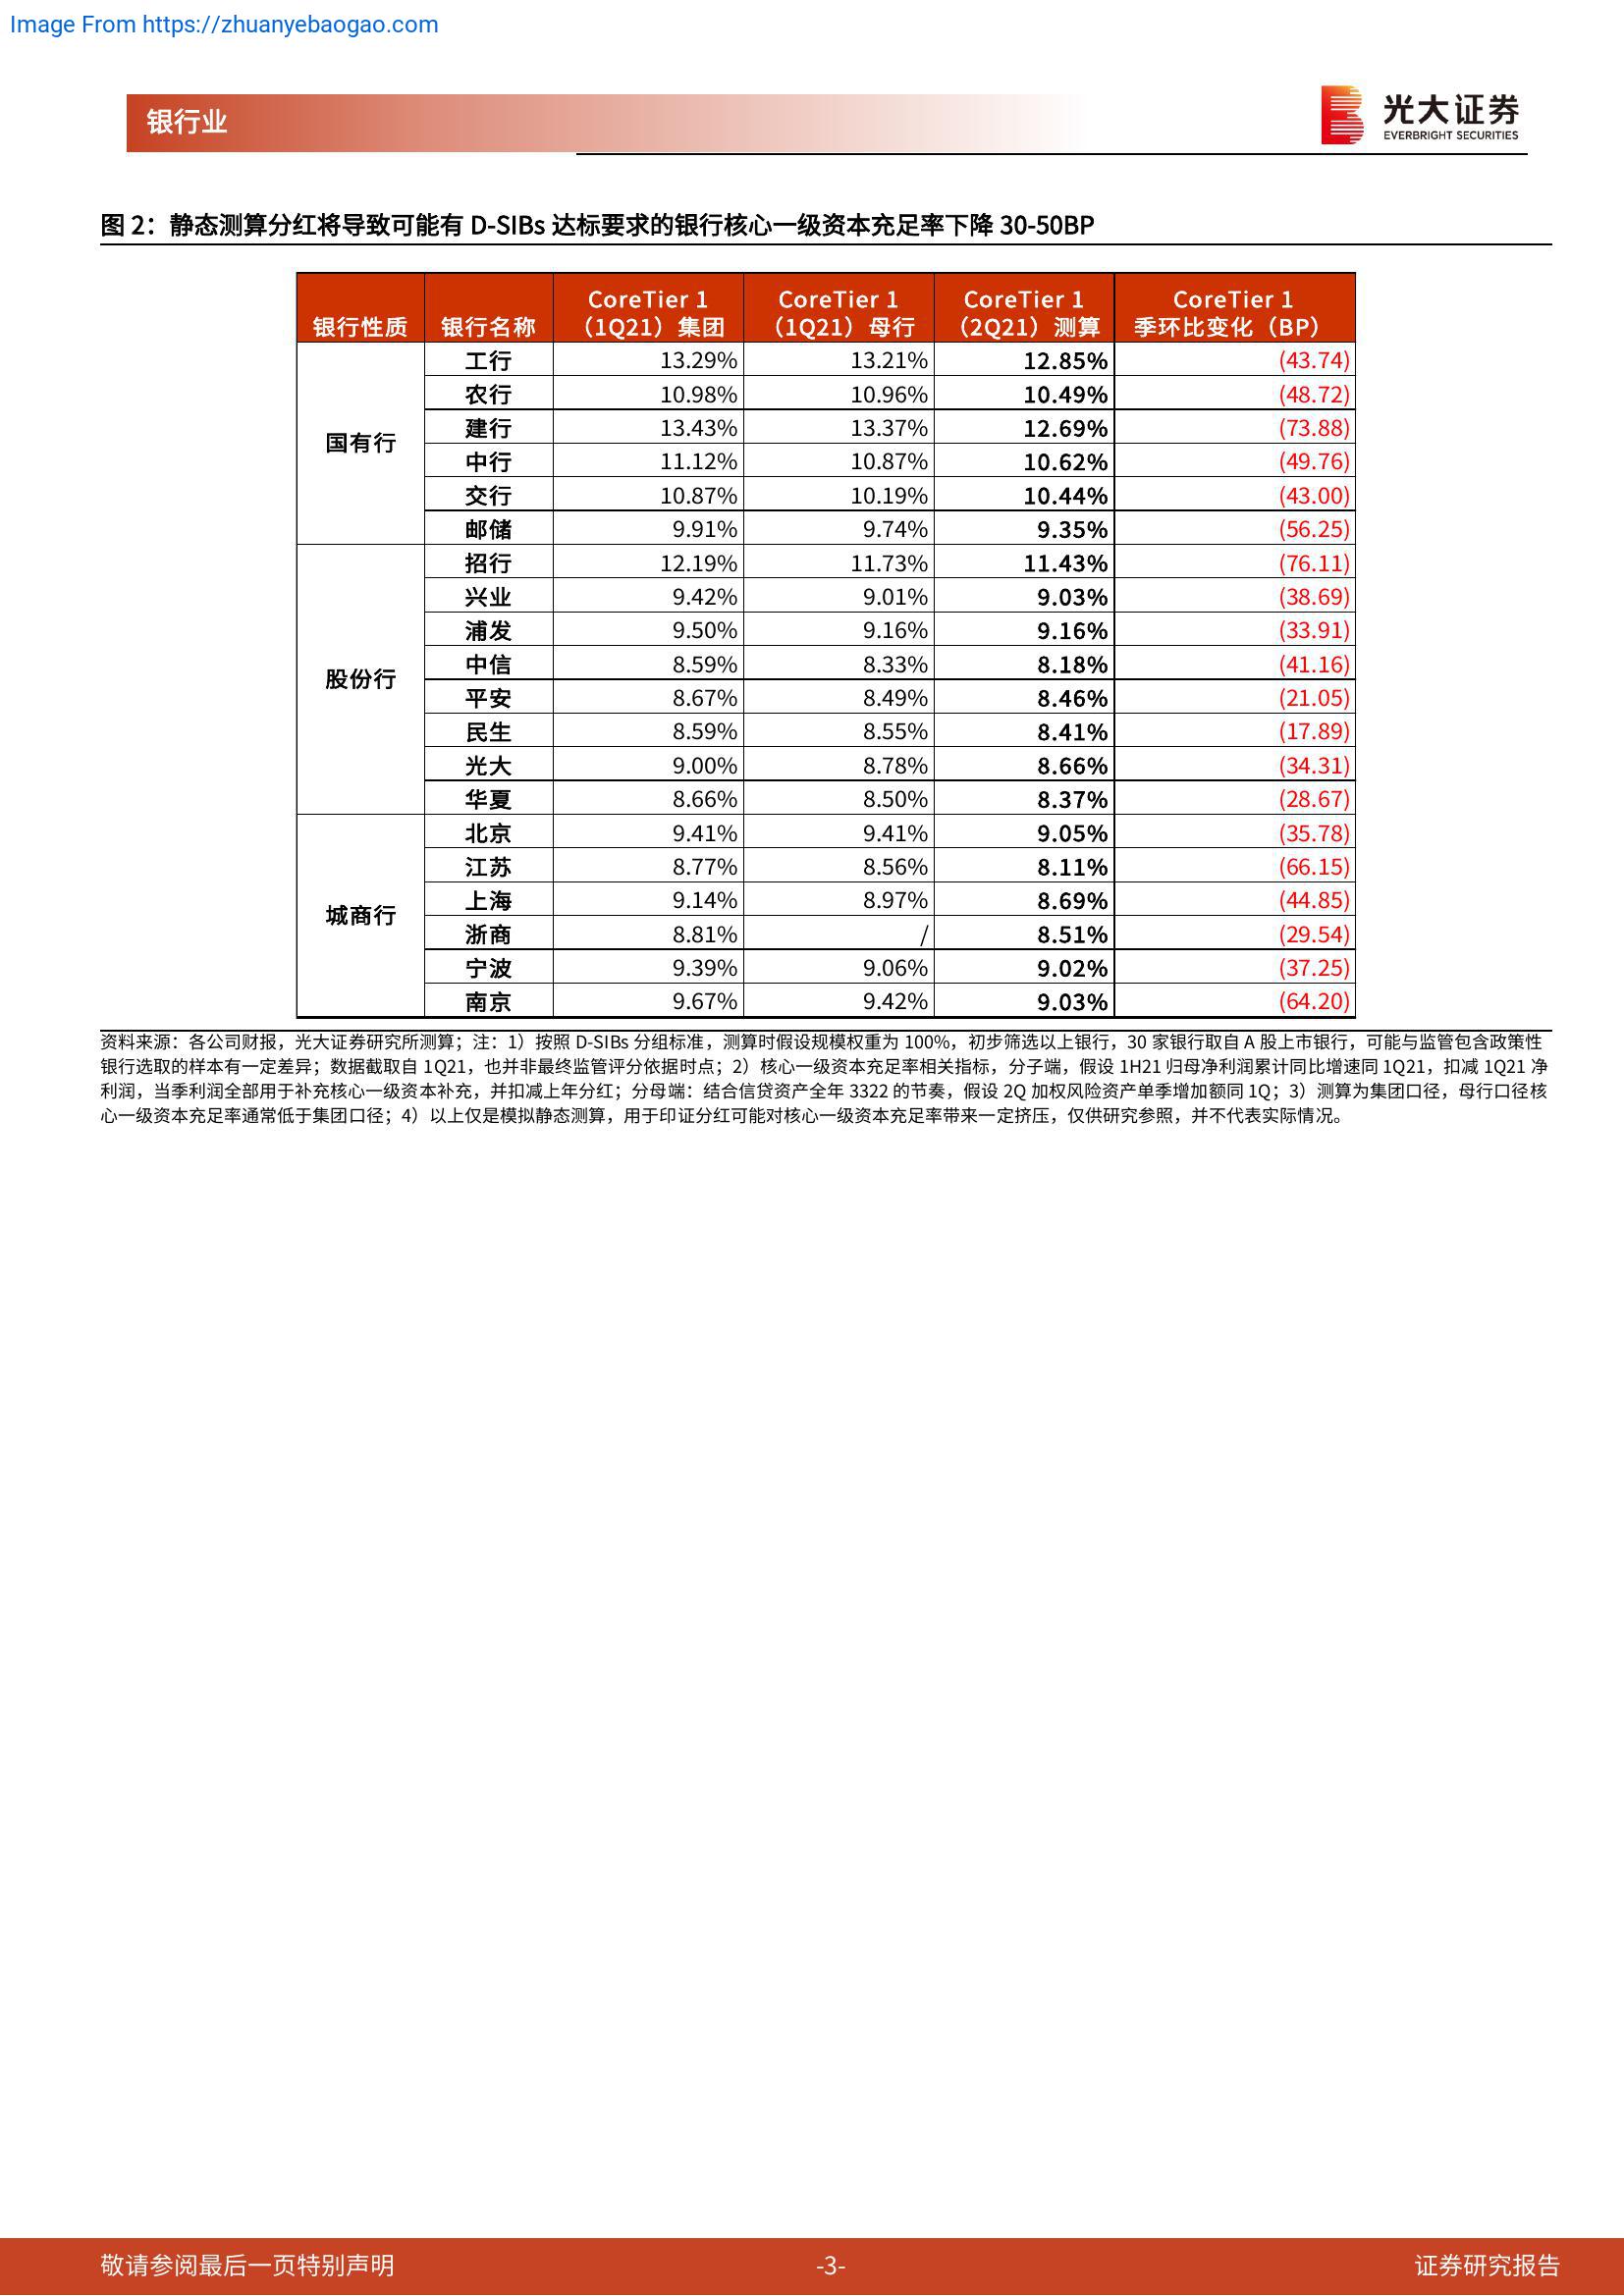 Image From https://zhuanyebaogao.com
银行业
光大证券
EVERBRIGHT SECURITIES
图 2：静态测算分红将导致可能有 D-SIBs 达标要求的银行核心一级资本充足率下降 30-50BP
银行性质 银行名称 CoreTier 1（1Q21）集团 CoreTier 1（1Q21）母行 CoreTier 1（2Q21）测算 CoreTier 1季环比变化（BP）
国有行
工行 13.29% 13.21% 12.85% (43.74)
农行 10.98% 10.96% 10.49% (48.72)
建行 13.43% 13.37% 12.69% (73.88)
中行 11.12% 10.87% 10.62% (49.76)
交行 10.87% 10.19% 10.44% (43.00)
邮储 9.91% 9.74% 9.35% (56.25)
股份行
招行 12.19% 11.73% 11.43% (76.11)
兴业 9.42% 9.01% 9.03% (38.69)
浦发 9.50% 9.16% 9.16% (33.91)
中信 8.59% 8.33% 8.18% (41.16)
平安 8.67% 8.49% 8.46% (21.05)
民生 8.59% 8.55% 8.41% (17.89)
光大 9.00% 8.78% 8.66% (34.31)
华夏 8.66% 8.50% 8.37% (28.67)
城商行
北京 9.41% 9.41% 9.05% (35.78)
江苏 8.77% 8.56% 8.11% (66.15)
上海 9.14% 8.97% 8.69% (44.85)
浙商 8.81% / 8.51% (29.54)
宁波 9.39% 9.06% 9.02% (37.25)
南京 9.67% 9.42% 9.03% (64.20)
资料来源：各公司财报，光大证券研究所测算；注：1）按照 D-SIBs 分组标准，测算时假设规模权重为 100%，初步筛选以上银行，30 家银行取自 A 股上市银行，可能与监管包含政策性
银行选取的样本有一定差异；数据截取自 1Q21，也并非最终监管评分依据时点；2）核心一级资本充足率相关指标，分子端，假设 1H21 归母净利润累计同比增速同 1Q21，扣减 1Q21 净
利润，当季利润全部用于补充核心一级资本补充，并扣减上年分红；分母端：结合信贷资产全年 3322 的节奏，假设 2Q 加权风险资产单季增加额同 1Q；3）测算为集团口径，母行口径核
心一级资本充足率通常低于集团口径；4）以上仅是模拟静态测算，用于印证分红可能对核心一级资本充足率带来一定挤压，仅供研究参照，并不代表实际情况。
敬请参阅最后一页特别声明 -3- 证券研究报告